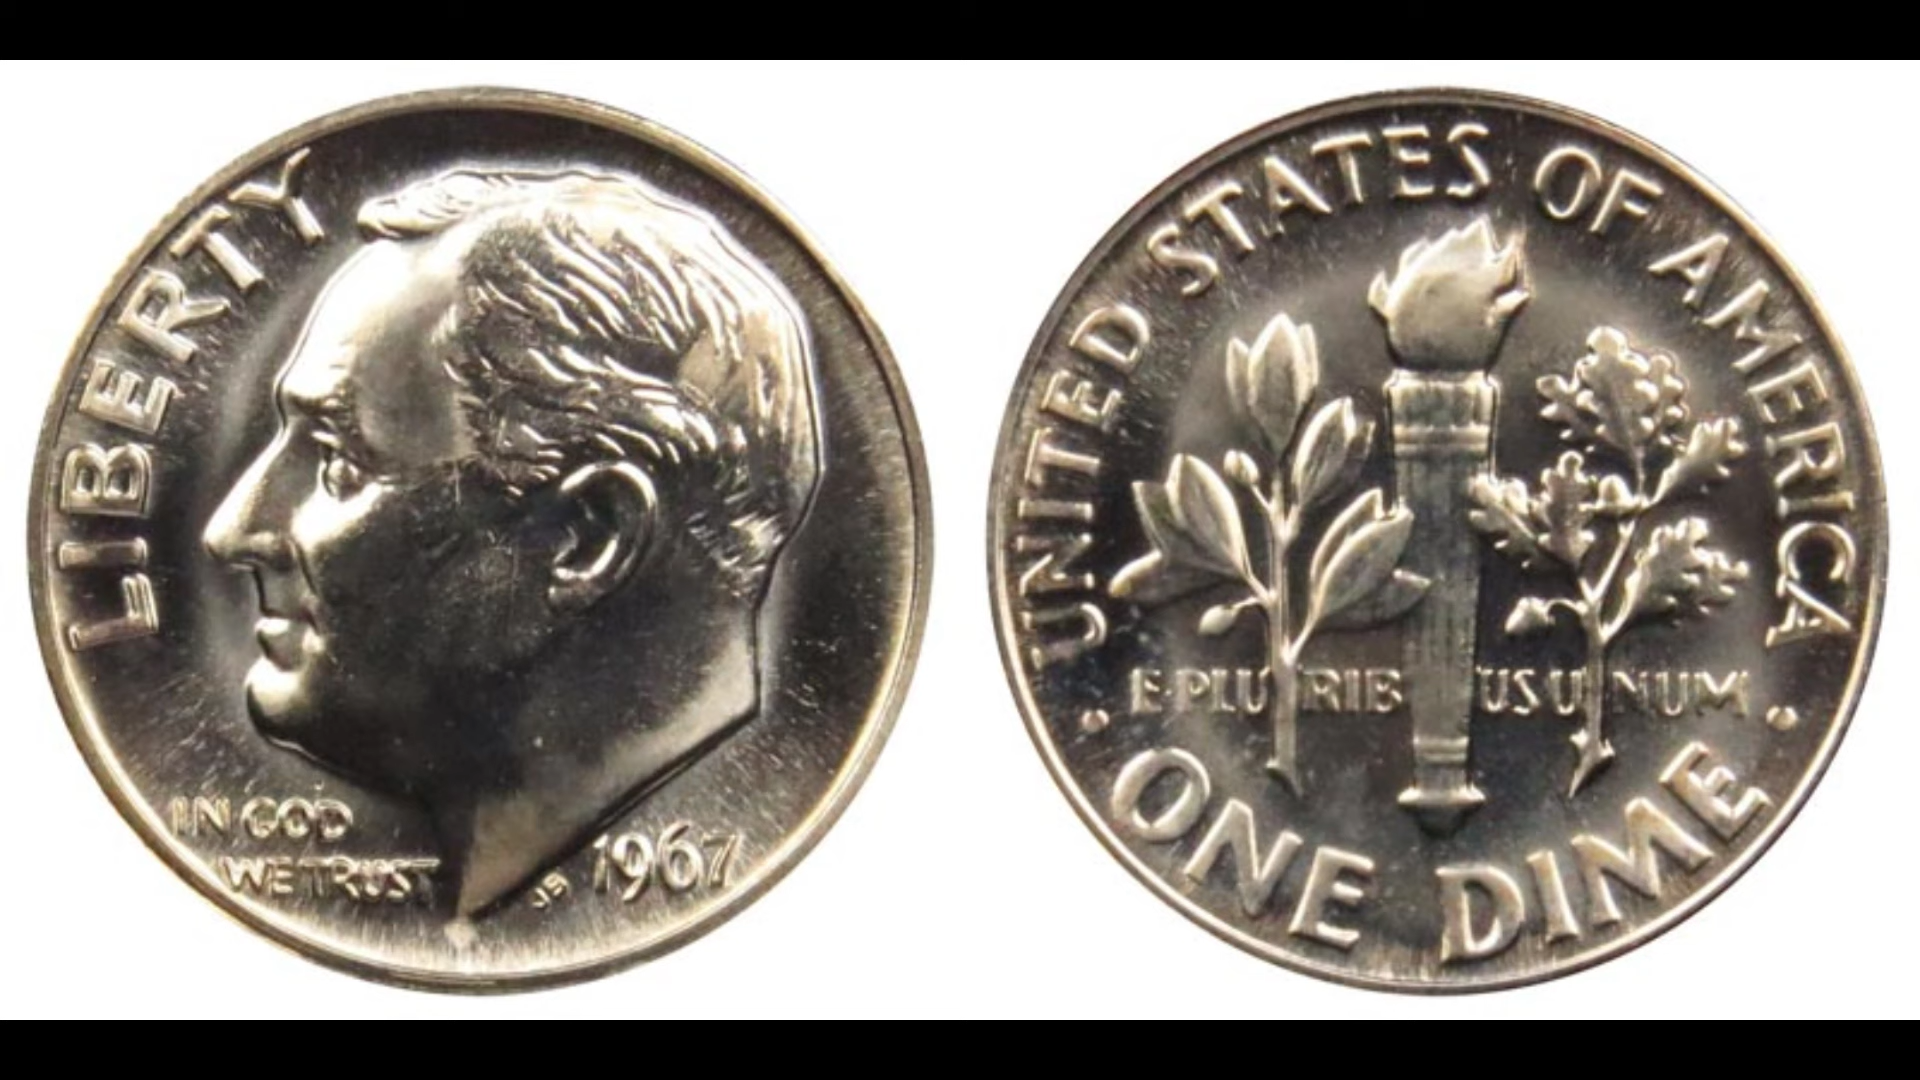 LIBERTY
IN GOD
WE TRUST
JS
1967
UNITED STATES OF AMERICA
E PLURIBUS UNUM
ONE DIME